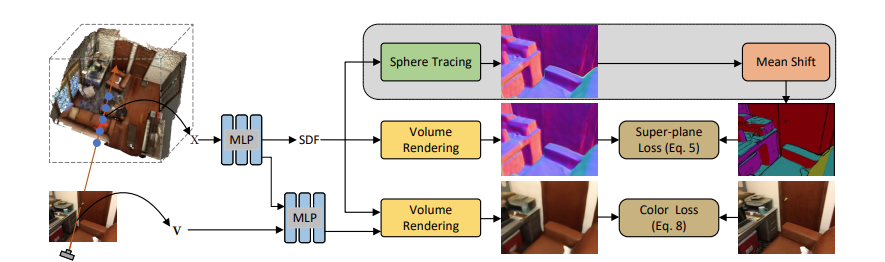 Sphere Tracing
Mean Shift
X
MLP
SDF
Volume
Rendering
Super-plane
Loss (Eq. 5)
MLP
Volume
Rendering
Color Loss
(Eq. 8)
V